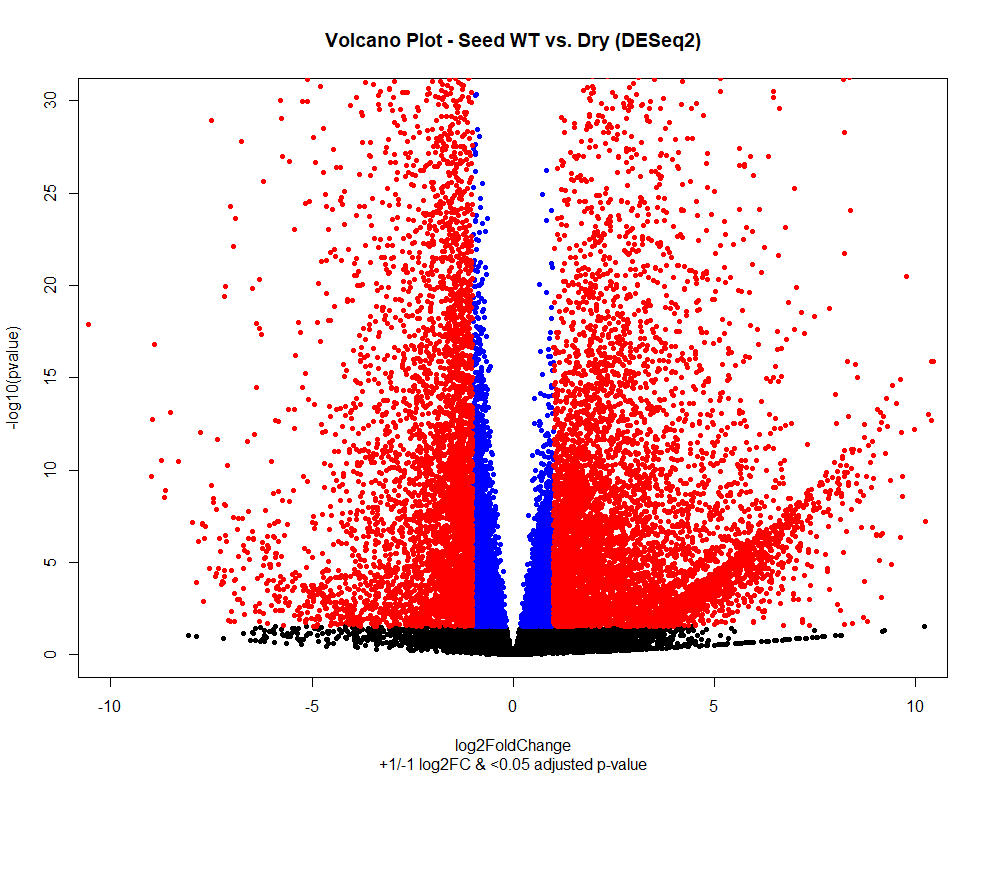 Volcano Plot - Seed WT vs. Dry (DESeq2)
30
25
20
15
10
5
0
-log10(pvalue)
-10 -5 0 5 10
log2FoldChange
+1/-1 log2FC & <0.05 adjusted p-value